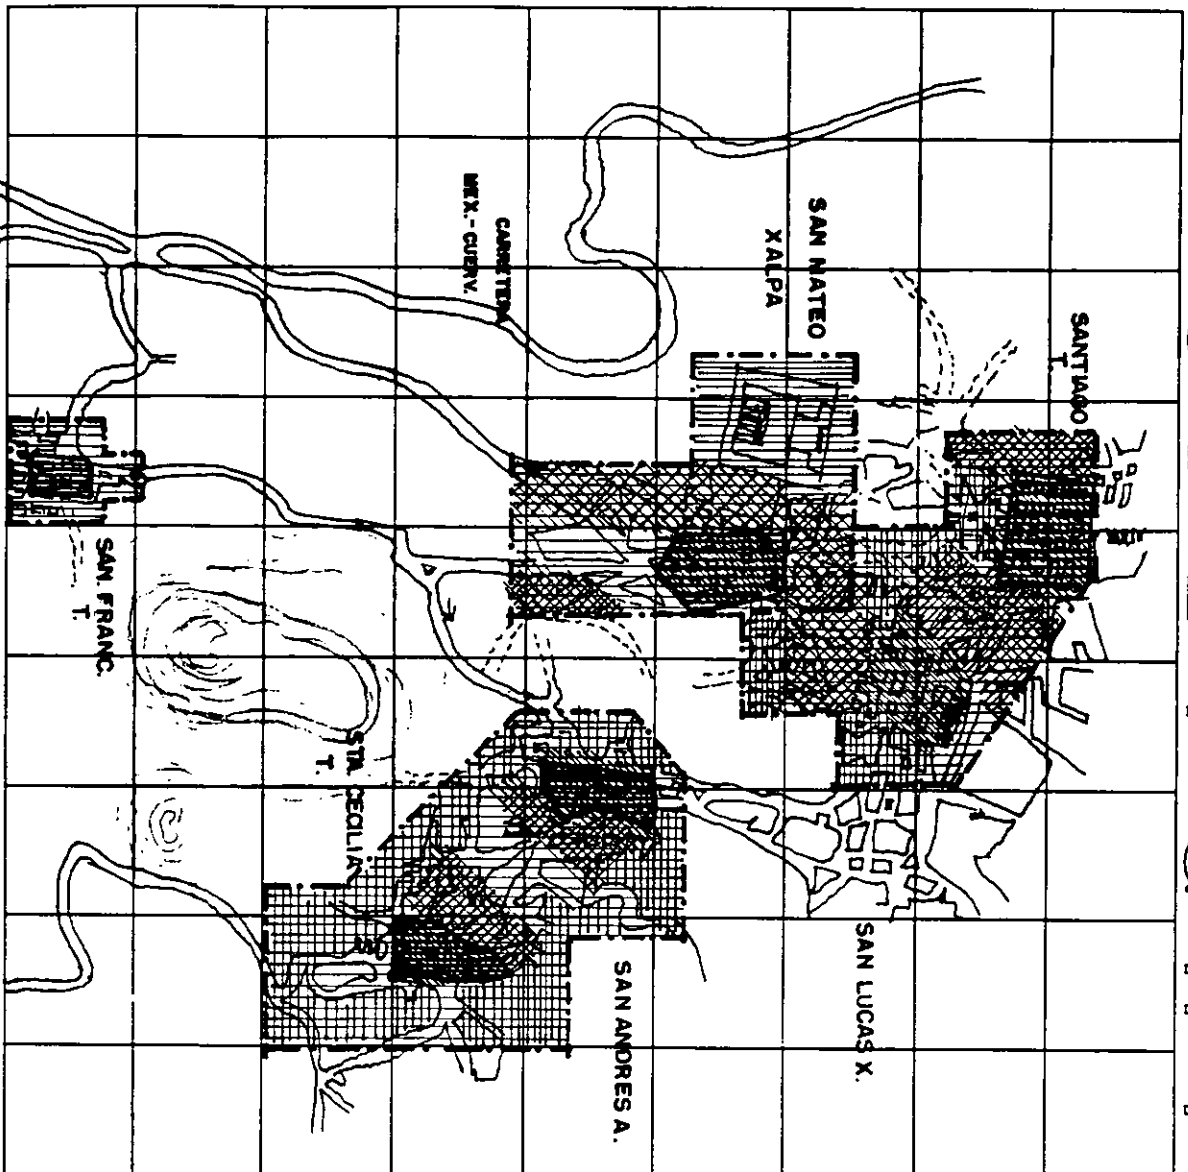 SANTIAGO
T.
SAN MATEO
XALPA
CARRETERA
MEX.-CUERV.
SAN LUCAS X.
SAN ANDRES A.
STA. CECILIA
T.
SAN. FRANC.
T.